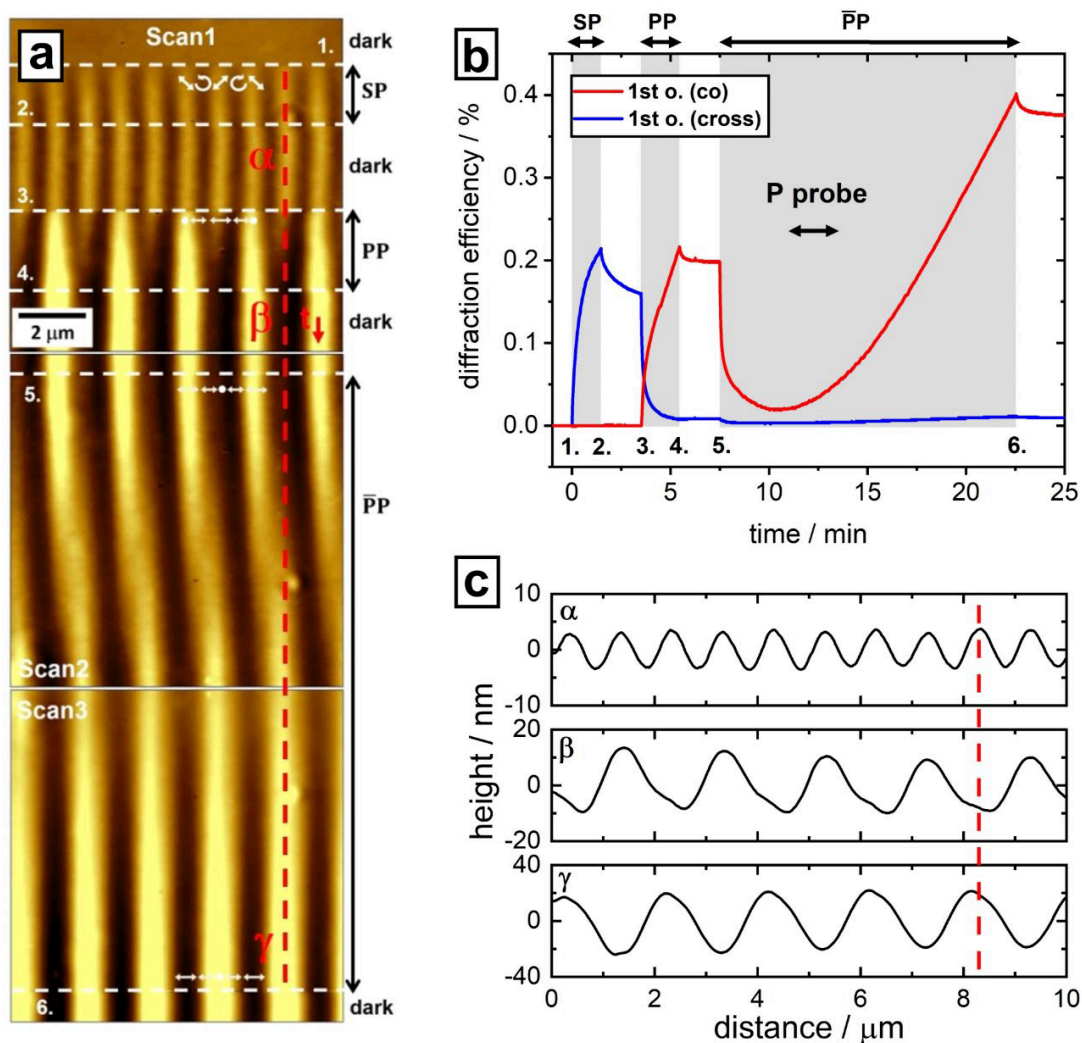 a
Scan1
1.
dark
SP
2.
α
dark
3.
PP
4.
β
t
2 μm
dark
5.
P̅P
Scan2
Scan3
γ
6.
dark
b
SP
PP
P̅P
1st o. (co)
1st o. (cross)
P probe
diffraction efficiency / %
0.4
0.3
0.2
0.1
0.0
1. 2. 3. 4. 5. 6.
0 5 10 15 20 25
time / min
c
height / nm
α
10
0
-10
β
20
0
-20
γ
40
0
-40
0 2 4 6 8 10
distance / μm